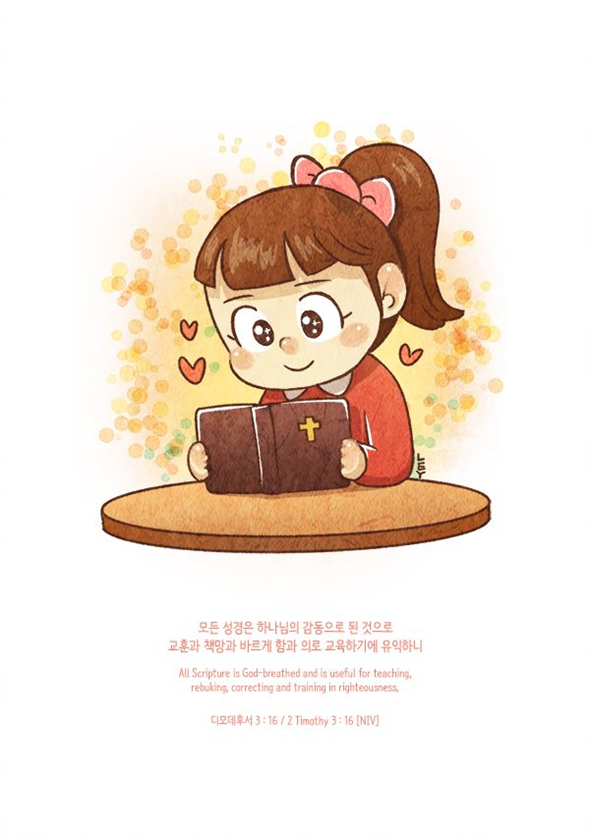 LSY
모든 성경은 하나님의 감동으로 된 것으로
교훈과 책망과 바르게 함과 의로 교육하기에 유익하니
All Scripture is God-breathed and is useful for teaching,
rebuking, correcting and training in righteousness,
디모데후서 3 : 16 / 2 Timothy 3 : 16 [NIV]